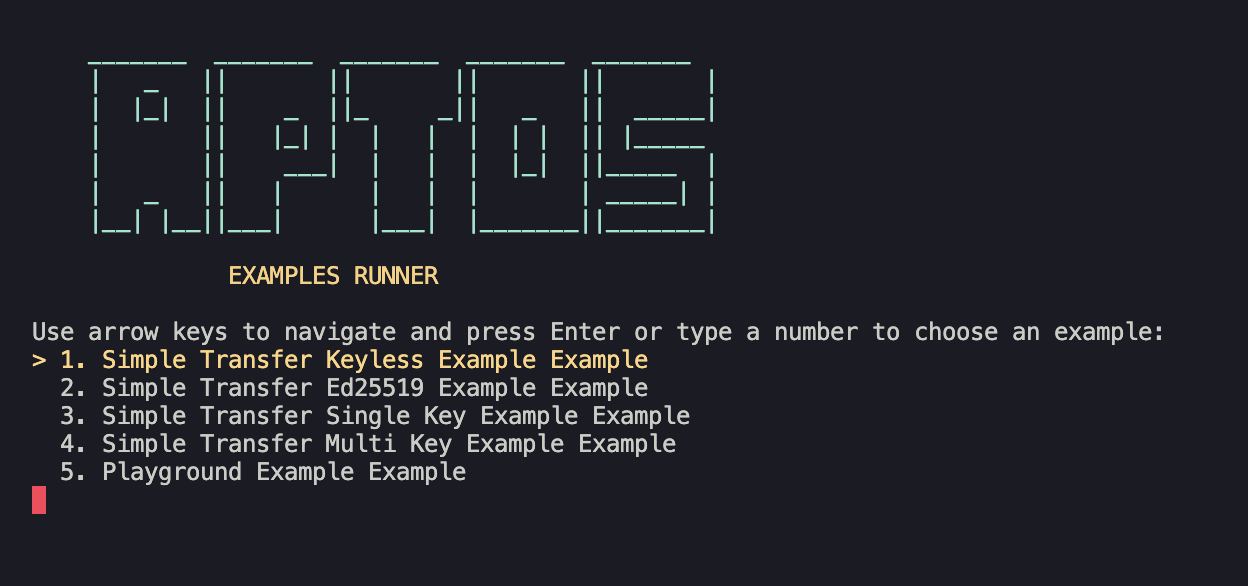 APTOS
EXAMPLES RUNNER
Use arrow keys to navigate and press Enter or type a number to choose an example:
> 1. Simple Transfer Keyless Example Example
2. Simple Transfer Ed25519 Example Example
3. Simple Transfer Single Key Example Example
4. Simple Transfer Multi Key Example Example
5. Playground Example Example